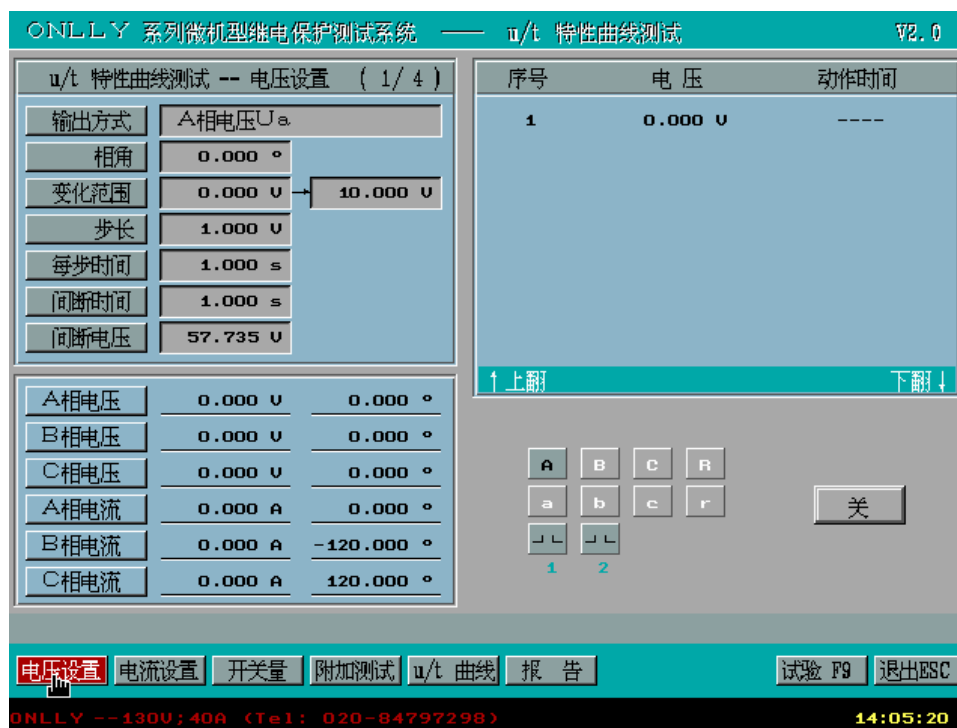 ONLLY 系列微机型继电保护测试系统 —— u/t 特性曲线测试 V2.0
u/t 特性曲线测试 -- 电压设置 ( 1/ 4 )
输出方式 A相电压Ua
相角 0.000 °
变化范围 0.000 V → 10.000 V
步长 1.000 V
每步时间 1.000 s
间断时间 1.000 s
间断电压 57.735 V
序号 电 压 动作时间
1 0.000 V ----
↑上翻 下翻↓
A相电压 0.000 V 0.000 °
B相电压 0.000 V 0.000 °
C相电压 0.000 V 0.000 °
A相电流 0.000 A 0.000 °
B相电流 0.000 A -120.000 °
C相电流 0.000 A 120.000 °
A B C R
a b c r
1 2
关
电压设置 电流设置 开关量 附加测试 u/t 曲线 报 告 试验 F9 退出ESC
ONLLY --130V;40A (Tel: 020-84797298) 14:05:20